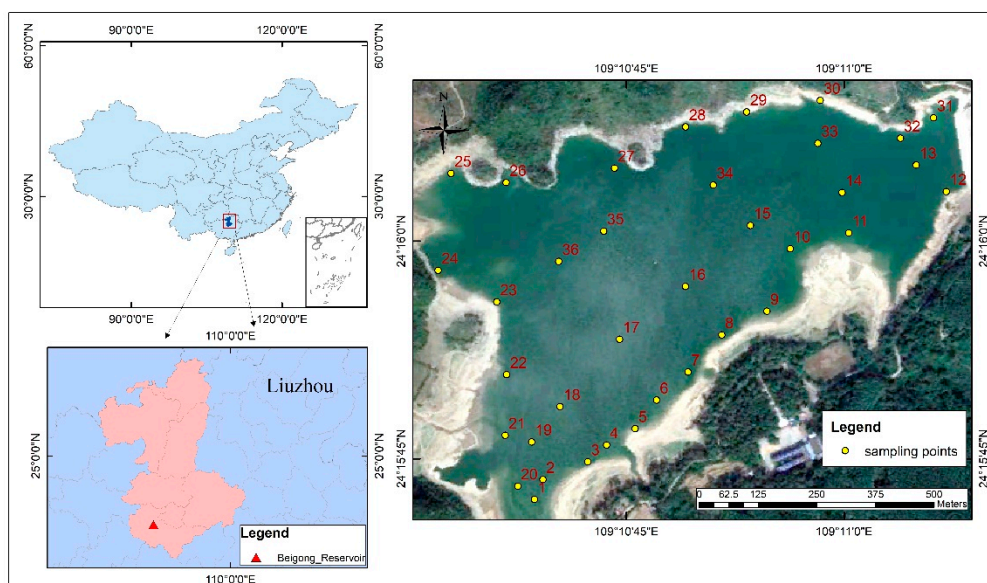 90°0'0"E 120°0'0"E
60°0'0"N
60°0'0"N
30°0'0"N
30°0'0"N
90°0'0"E 120°0'0"E
110°0'0"E
Liuzhou
25°0'0"N
25°0'0"N
Legend
Beigong_Reservoir
110°0'0"E
109°10'45"E 109°11'0"E
N
30
29
31
28
32
33
13
27
25
26
34
14
12
35
15
11
10
36
24
16
23
9
17
8
22
7
18
6
21
19
5
4
3
2
20
1
24°16'0"N
24°16'0"N
24°15'45"N
24°15'45"N
Legend
sampling points
0 62.5 125 250 375 500
Meters
109°10'45"E 109°11'0"E